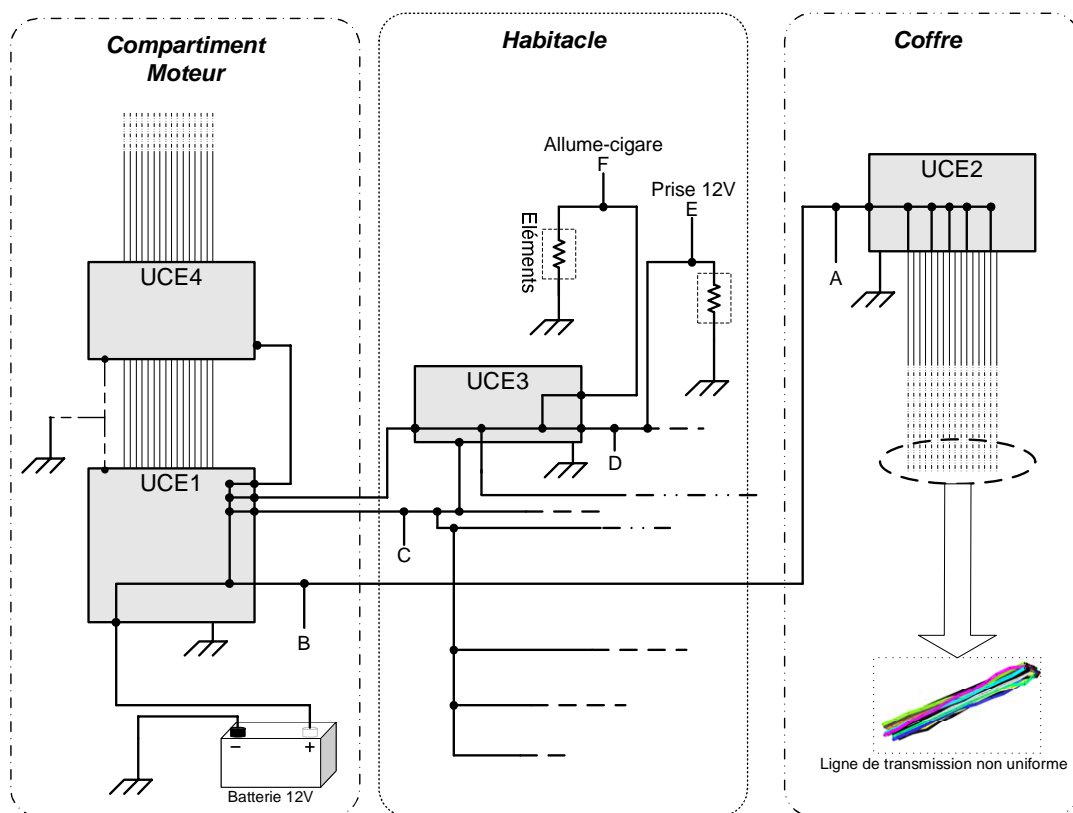 Compartiment
Moteur
Habitacle
Coffre
Allume-cigare
F
Prise 12V
E
Eléments
UCE2
A
UCE4
UCE3
D
UCE1
C
B
– +
Batterie 12V
Ligne de transmission non uniforme